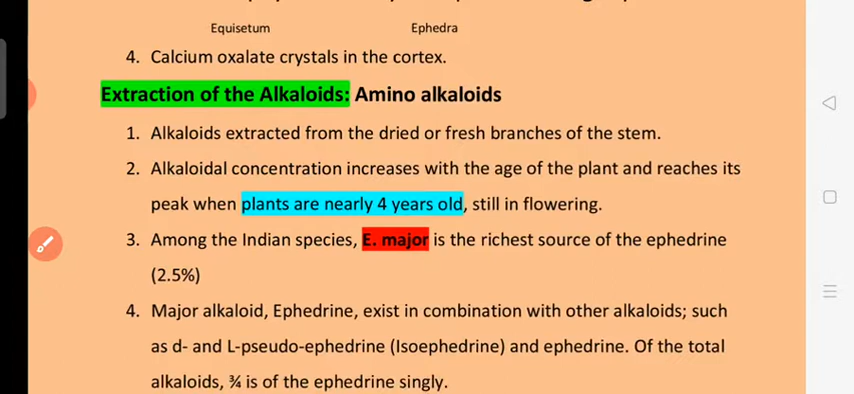 Equisetum Ephedra
4. Calcium oxalate crystals in the cortex.
Extraction of the Alkaloids: Amino alkaloids
1. Alkaloids extracted from the dried or fresh branches of the stem.
2. Alkaloidal concentration increases with the age of the plant and reaches its
peak when plants are nearly 4 years old, still in flowering.
3. Among the Indian species, E. major is the richest source of the ephedrine
(2.5%)
4. Major alkaloid, Ephedrine, exist in combination with other alkaloids; such
as d- and L-pseudo-ephedrine (Isoephedrine) and ephedrine. Of the total
alkaloids, ¾ is of the ephedrine singly.